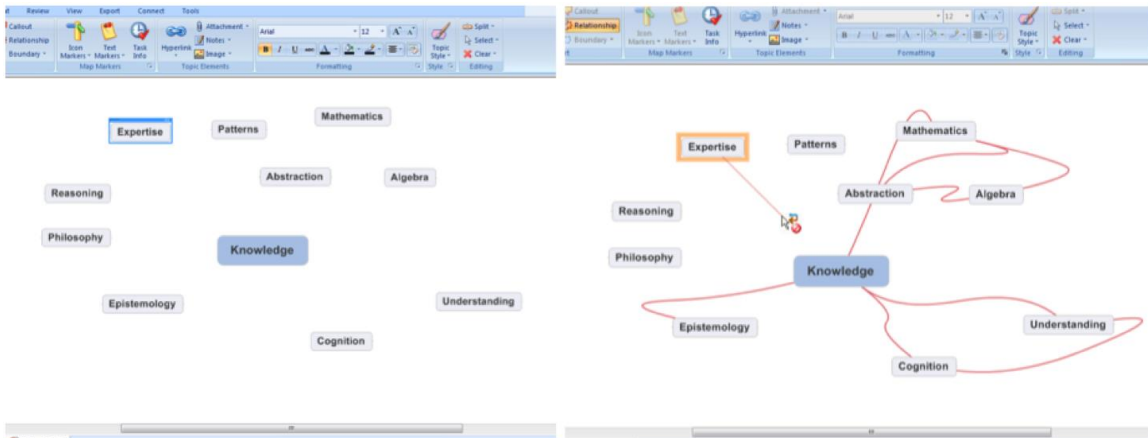 Review View Export Connect Tools
Callout
Relationship
Boundary
Icon Markers
Text Markers
Task Info
Map Markers
Hyperlink
Attachment
Notes
Image
Topic Elements
Arial 12
B I U
Formatting
Topic Style
Style
Split
Select
Clear
Editing
Mathematics
Expertise
Patterns
Abstraction
Algebra
Reasoning
Philosophy
Knowledge
Epistemology
Understanding
Cognition
Callout
Relationship
Boundary
Icon Markers
Text Markers
Task Info
Map Markers
Hyperlink
Attachment
Notes
Image
Topic Elements
Arial 12
B I U
Formatting
Topic Style
Style
Split
Select
Clear
Editing
Mathematics
Expertise
Patterns
Abstraction
Algebra
Reasoning
Philosophy
Knowledge
Epistemology
Understanding
Cognition